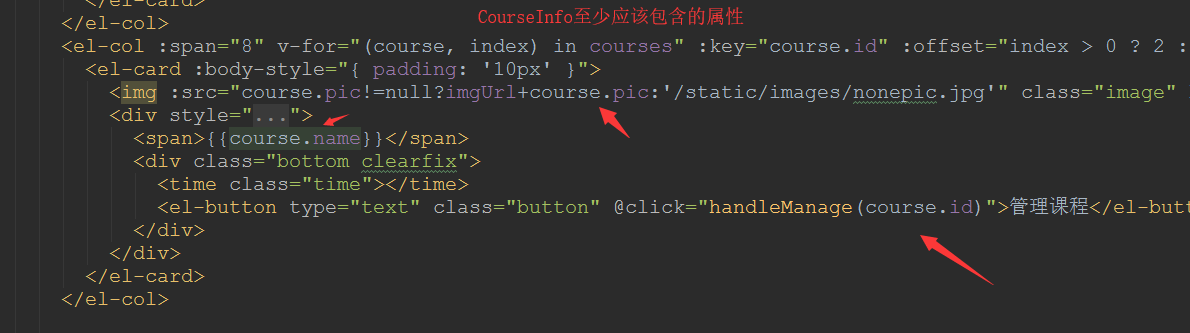 </el-card>
</el-col>
CourseInfo至少应该包含的属性
<el-col :span="8" v-for="(course, index) in courses" :key="course.id" :offset="index > 0 ? 2 :
<el-card :body-style="{ padding: '10px' }">
<img :src="course.pic!=null?imgUrl+course.pic:'/static/images/nonepic.jpg'" class="image"
<div style="...">
<span>{{course.name}}</span>
<div class="bottom clearfix">
<time class="time"></time>
<el-button type="text" class="button" @click="handleManage(course.id)">管理课程</el-butt
</div>
</div>
</el-card>
</el-col>